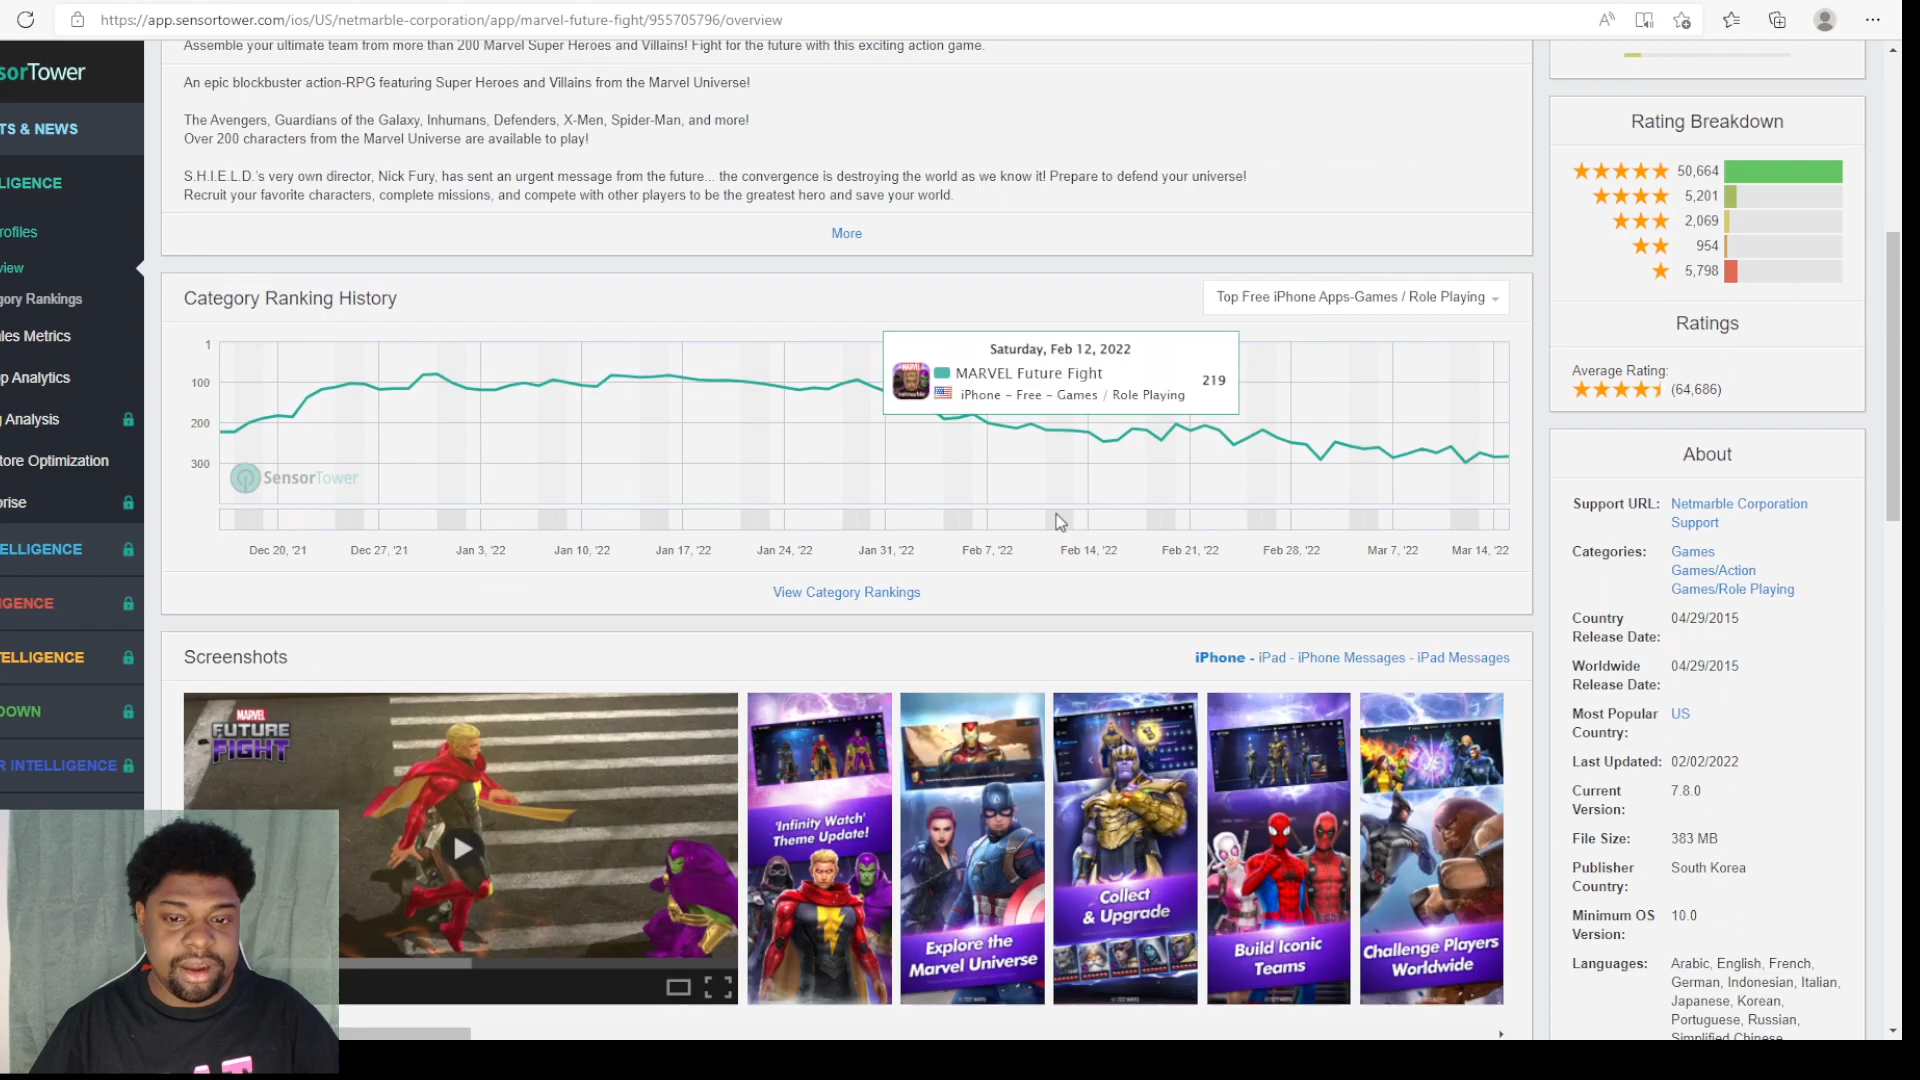 https://app.sensortower.com/ios/US/netmarble-corporation/app/marvel-future-fight/955705796/overview
Assemble your ultimate team from more than 200 Marvel Super Heroes and Villains! Fight for the future with this exciting action game.
sorTower
An epic blockbuster action-RPG featuring Super Heroes and Villains from the Marvel Universe!
TS & NEWS
The Avengers, Guardians of the Galaxy, Inhumans, Defenders, X-Men, Spider-Man, and more!
Over 200 characters from the Marvel Universe are available to play!
LIGENCE
S.H.I.E.L.D.'s very own director, Nick Fury, has sent an urgent message from the future... the convergence is destroying the world as we know it! Prepare to defend your universe!
Recruit your favorite characters, complete missions, and compete with other players to be the greatest hero and save your world.
More
rofiles
view
gory Rankings
les Metrics
p Analytics
g Analysis
tore Optimization
prise
ELLIGENCE
IGENCE
ELLIGENCE
DOWN
R INTELLIGENCE
Category Ranking History
Top Free iPhone Apps-Games / Role Playing
1
100
200
300
Saturday, Feb 12, 2022
MARVEL Future Fight
219
iPhone - Free - Games / Role Playing
SensorTower
Dec 20, '21
Dec 27, '21
Jan 3, '22
Jan 10, '22
Jan 17, '22
Jan 24, '22
Jan 31, '22
Feb 7, '22
Feb 14, '22
Feb 21, '22
Feb 28, '22
Mar 7, '22
Mar 14, '22
View Category Rankings
Screenshots
iPhone - iPad - iPhone Messages - iPad Messages
MARVEL
FUTURE
FIGHT
'Infinity Watch'
Theme Update!
Explore the
Marvel Universe
Collect
& Upgrade
Build Iconic
Teams
Challenge Players
Worldwide
Rating Breakdown
50,664
5,201
2,069
954
5,798
Ratings
Average Rating:
(64,686)
About
Support URL: Netmarble Corporation
Support
Categories: Games
Games/Action
Games/Role Playing
Country 04/29/2015
Release Date:
Worldwide 04/29/2015
Release Date:
Most Popular US
Country:
Last Updated: 02/02/2022
Current 7.8.0
Version:
File Size: 383 MB
Publisher South Korea
Country:
Minimum OS 10.0
Version:
Languages: Arabic, English, French,
German, Indonesian, Italian,
Japanese, Korean,
Portuguese, Russian,
Simplified Chinese,